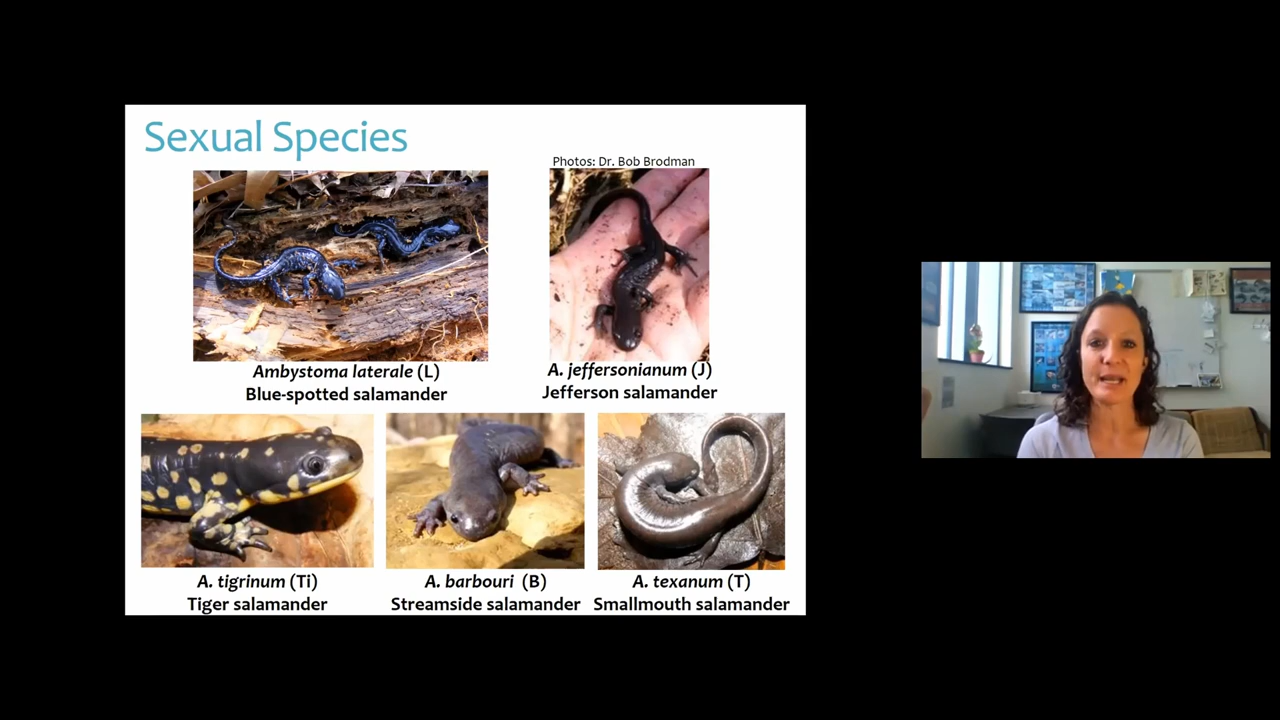 Sexual Species
Photos: Dr. Bob Brodman
Ambystoma laterale (L)
Blue-spotted salamander
A. jeffersonianum (J)
Jefferson salamander
A. tigrinum (Ti)
Tiger salamander
A. barbouri (B)
Streamside salamander
A. texanum (T)
Smallmouth salamander